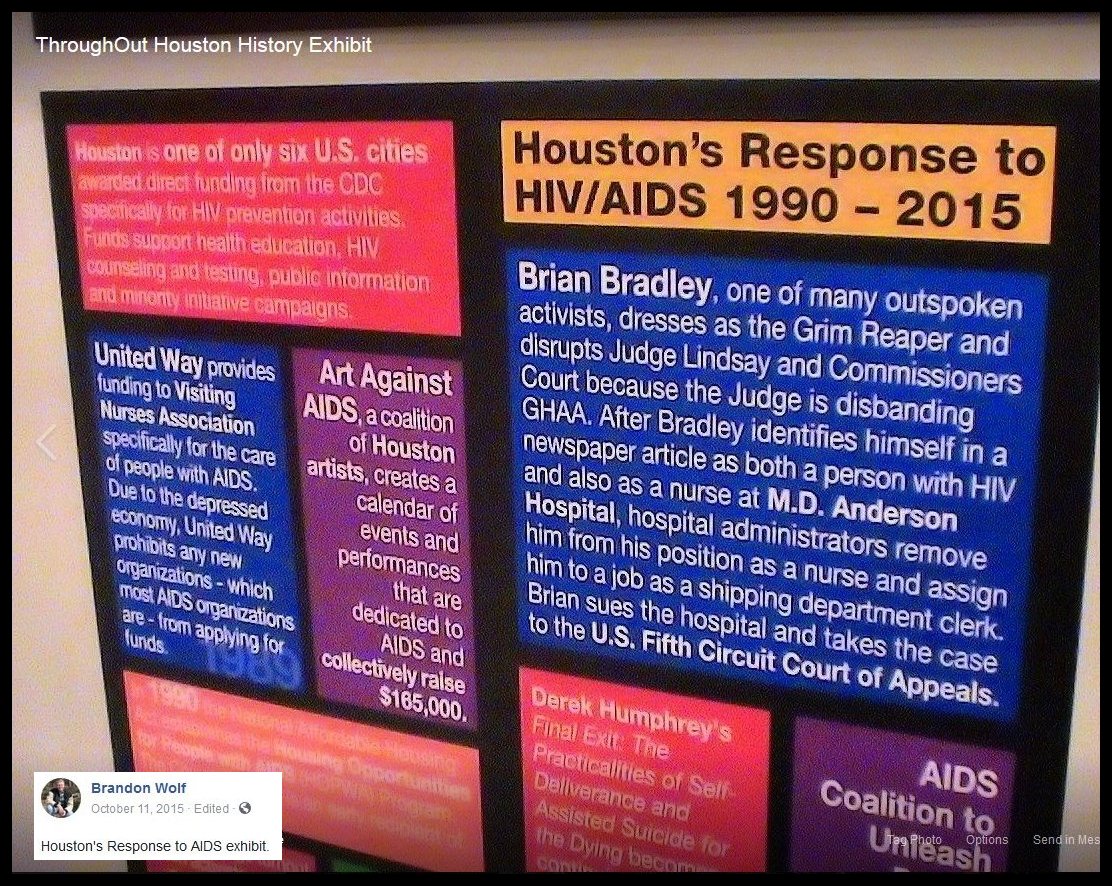 ThroughOut Houston History Exhibit
Houston is one of only six U.S. cities
awarded direct funding from the CDC
specifically for HIV prevention activities.
Funds support health education, HIV
counseling and testing, public information
and minority initiative campaigns.
United Way provides
funding to Visiting
Nurses Association
specifically for the care
of people with AIDS.
Due to the depressed
economy, United Way
prohibits any new
organizations - which
most AIDS organizations
are - from applying for
funds.
1989
Art Against
AIDS, a coalition
of Houston
artists, creates a
calendar of
events and
performances
that are
dedicated to
AIDS and
collectively raise
$165,000.
1990
Housing Opportunities
for People with AIDS
Houston's Response to
HIV/AIDS 1990 – 2015
Brian Bradley, one of many outspoken
activists, dresses as the Grim Reaper and
disrupts Judge Lindsay and Commissioners
Court because the Judge is disbanding
GHAA. After Bradley identifies himself in a
newspaper article as both a person with HIV
and also as a nurse at M.D. Anderson
Hospital, hospital administrators remove
him from his position as a nurse and assign
him to a job as a shipping department clerk.
Brian sues the hospital and takes the case
to the U.S. Fifth Circuit Court of Appeals.
Derek Humphrey's
Final Exit: The
Practicalities of Self-
Deliverance and
Assisted Suicide for
the Dying
AIDS
Coalition to
Unleash
Brandon Wolf
October 11, 2015 · Edited ·
Houston's Response to AIDS exhibit.
Tag Photo Options Send in Mes